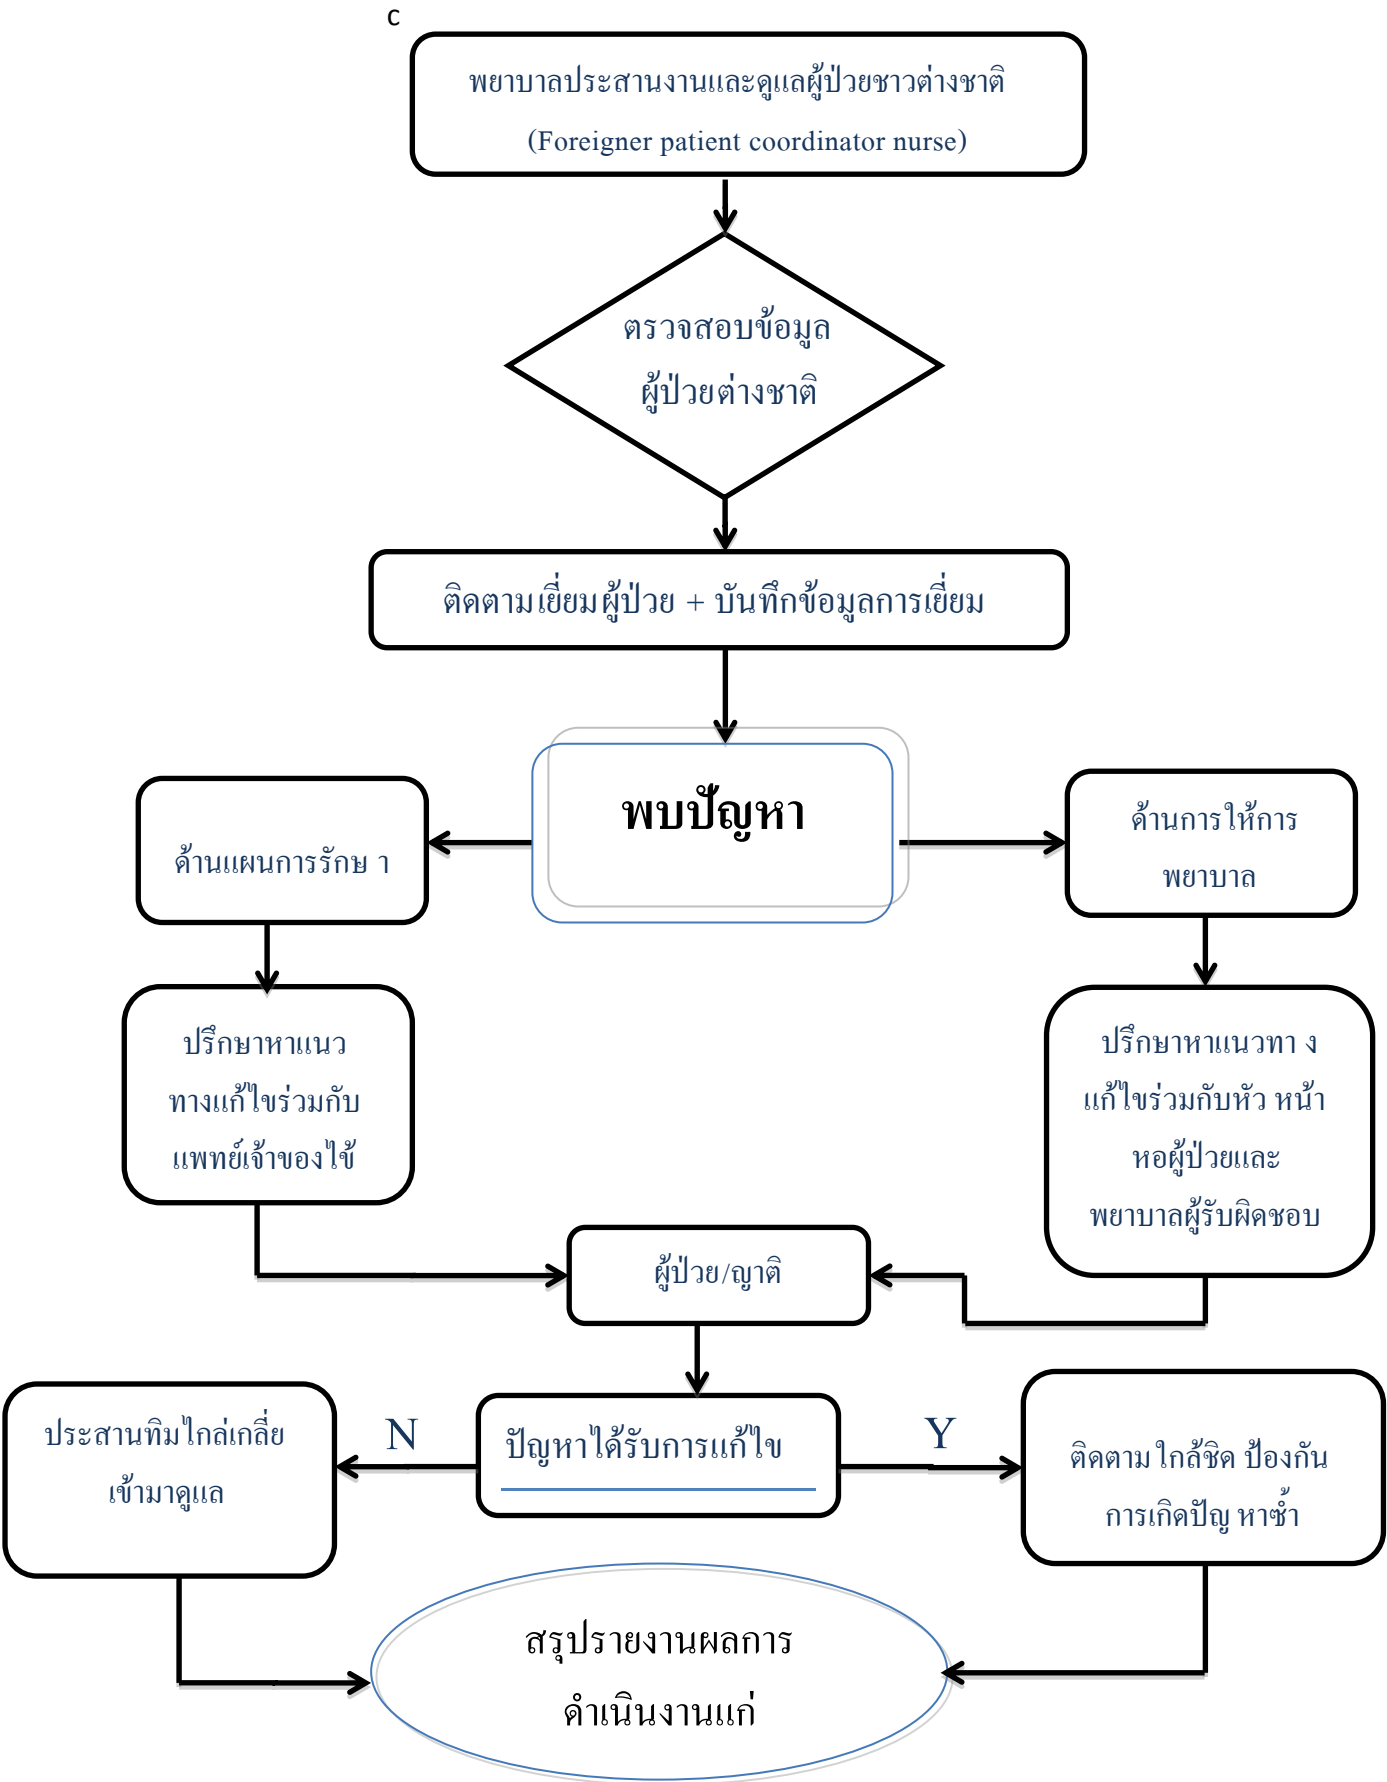 c
พยาบาลประสานงานและดูแลผู้ป่วยชาวต่างชาติ
(Foreigner patient coordinator nurse)
ตรวจสอบข้อมูล
ผู้ป่วยต่างชาติ
ติดตามเยี่ยมผู้ป่วย + บันทึกข้อมูลการเยี่ยม
พบปัญหา
ด้านแผนการรักษ า
ด้านการให้การ
พยาบาล
ปรึกษาหาแนว
ทางแก้ไขร่วมกับ
แพทย์เจ้าของไข้
ปรึกษาหาแนวทา ง
แก้ไขร่วมกับหัว หน้า
หอผู้ป่วยและ
พยาบาลผู้รับผิดชอบ
ผู้ป่วย/ญาติ
ประสานทีมไกล่เกลี่ย
เข้ามาดูแล
N
ปัญหาได้รับการแก้ไข
Y
ติดตามใกล้ชิด ป้องกัน
การเกิดปัญ หาซ้ำ
สรุปรายงานผลการ
ดำเนินงานแก่